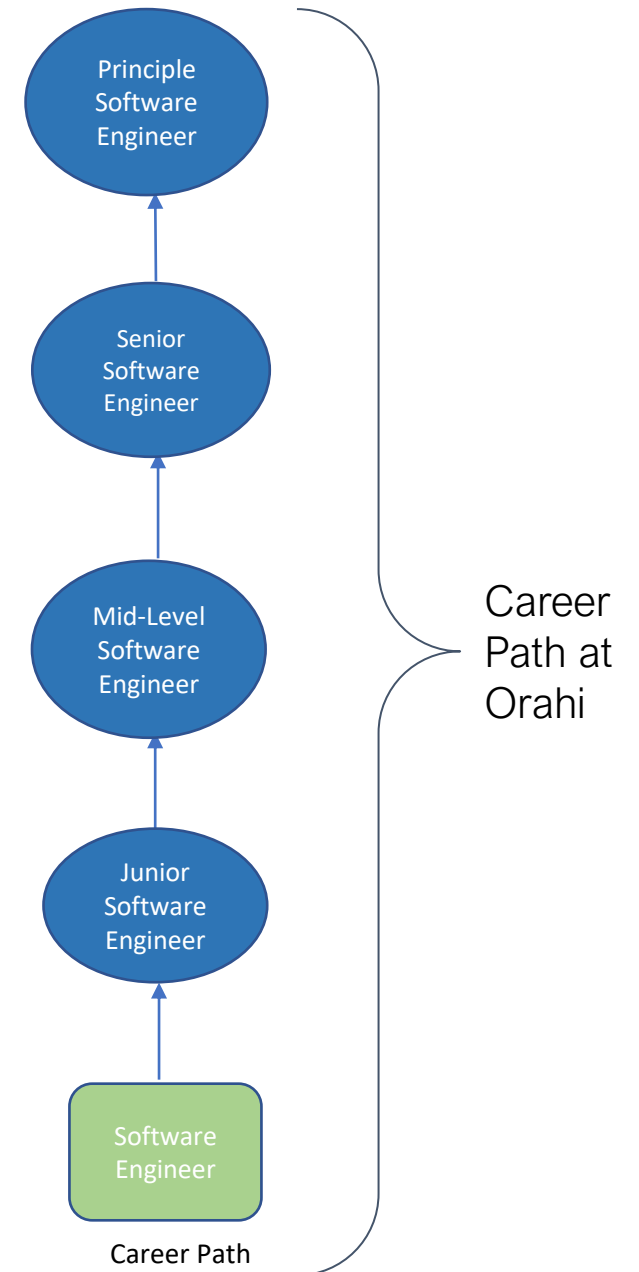 Principle
Software
Engineer
Senior
Software
Engineer
Mid-Level
Software
Engineer
Career
Path at
Orahi
Junior
Software
Engineer
Software
Engineer
Career Path